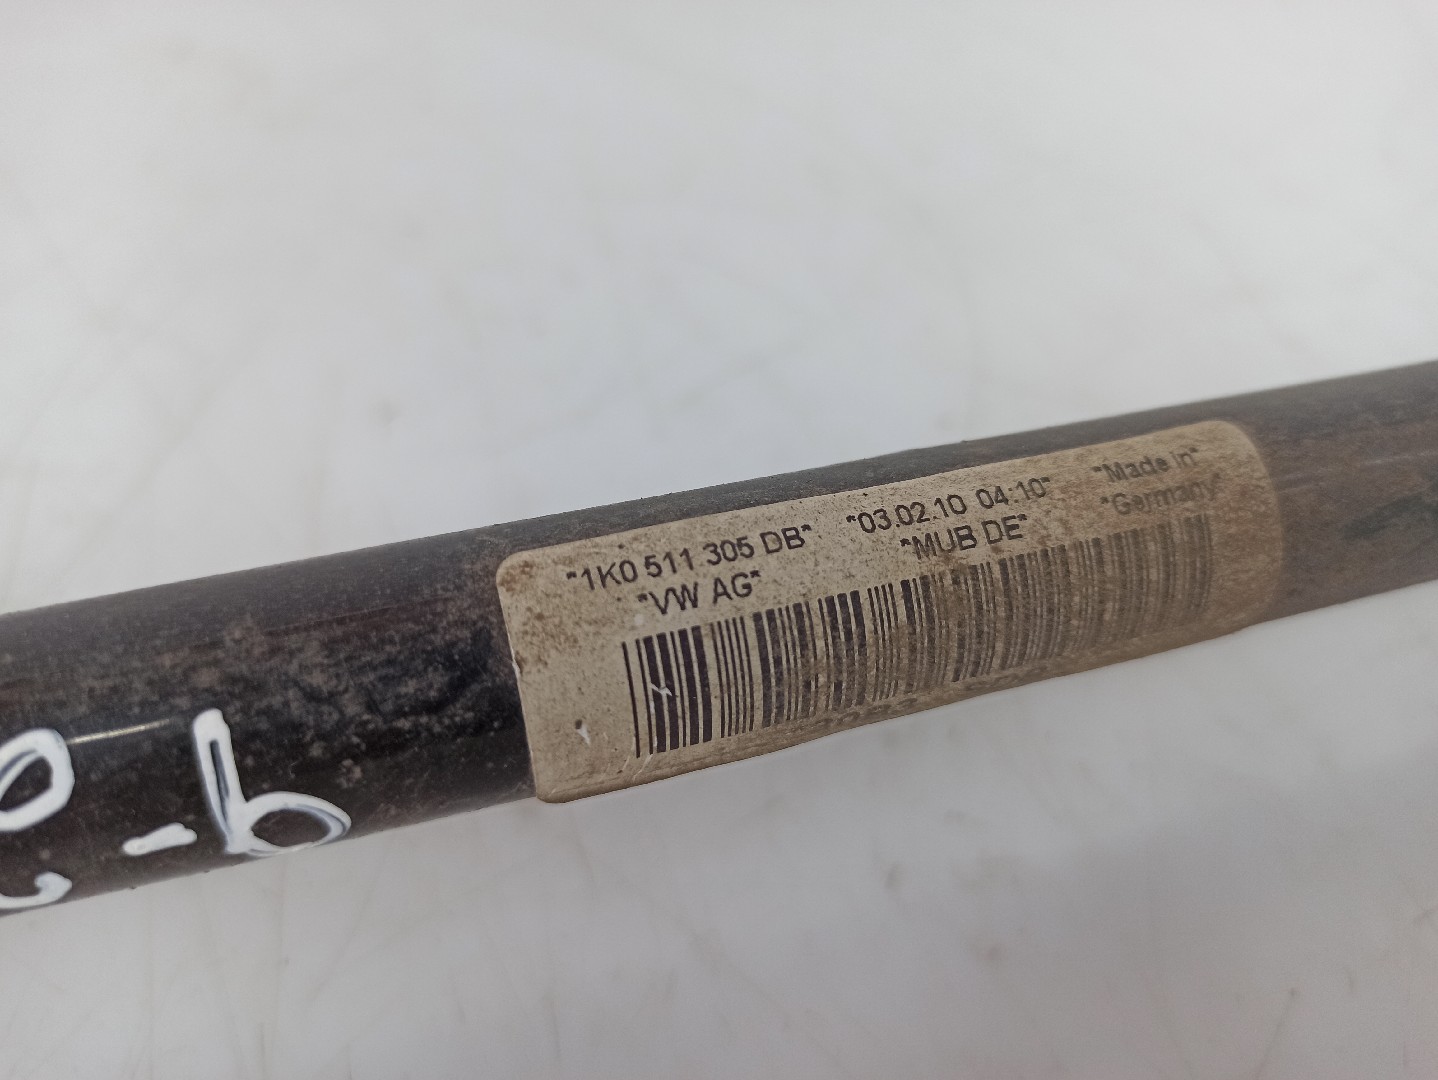 "1K0 511 305 DB" "03.02.10 04:10" "Made in"
"VW AG" "MUB DE" "Germany"